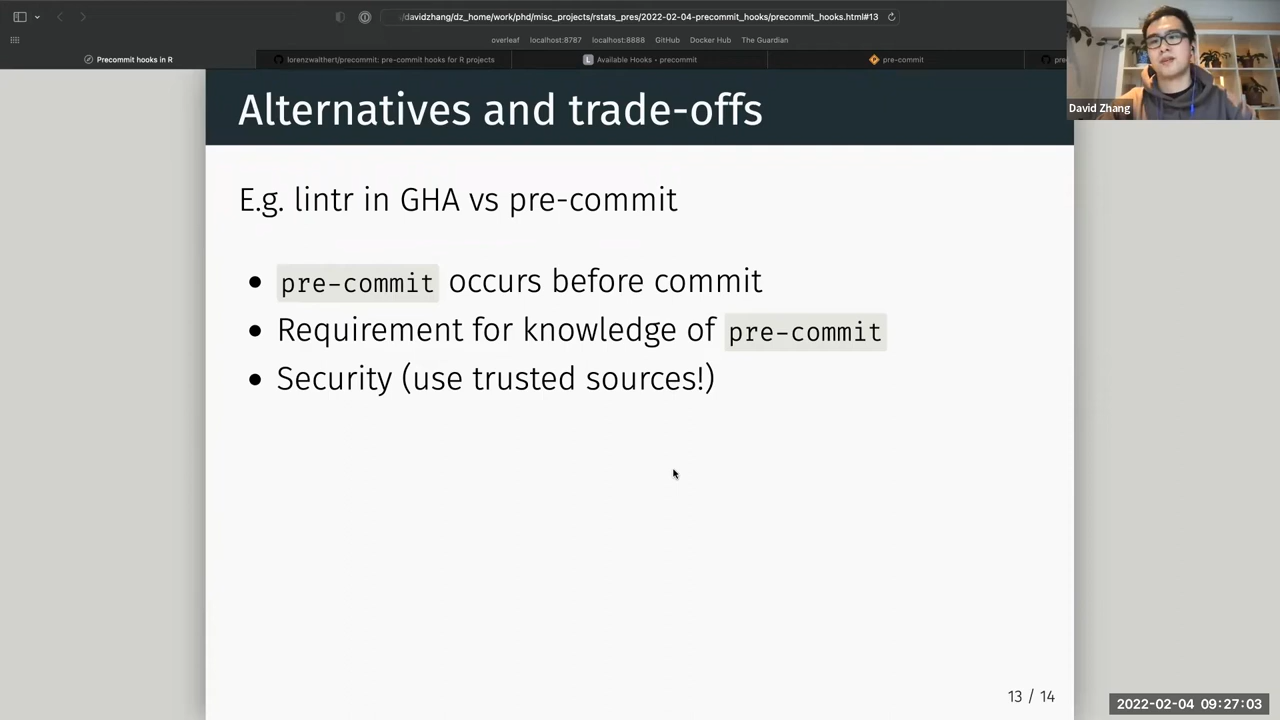 /davidzhang/dz_home/work/phd/misc_projects/rstats_pres/2022-02-04-precommit_hooks/precommit_hooks.html#13
overleaf localhost:8787 localhost:8888 GitHub Docker Hub The Guardian
Precommit hooks in R
lorenzwalthert/precommit: pre-commit hooks for R projects
L Available Hooks • precommit
pre-commit
David Zhang
Alternatives and trade-offs
E.g. lintr in GHA vs pre-commit
• pre-commit occurs before commit
• Requirement for knowledge of pre-commit
• Security (use trusted sources!)
13 / 14
2022-02-04 09:27:03